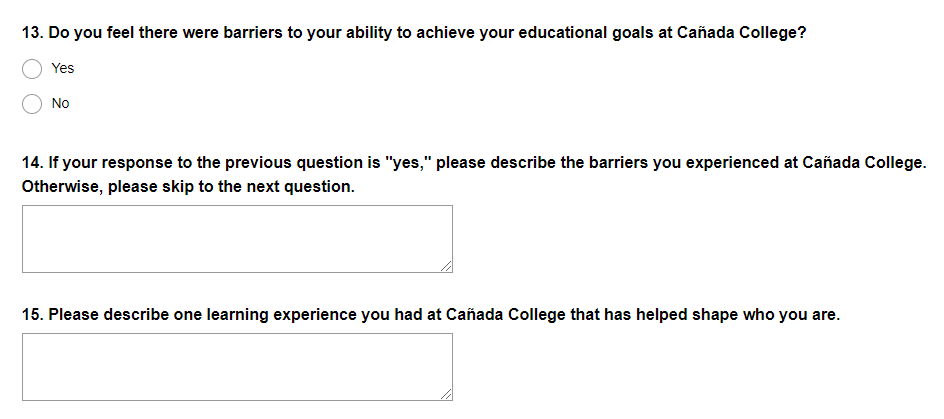 13. Do you feel there were barriers to your ability to achieve your educational goals at Cañada College?
Yes
No
14. If your response to the previous question is "yes," please describe the barriers you experienced at Cañada College.
Otherwise, please skip to the next question.
15. Please describe one learning experience you had at Cañada College that has helped shape who you are.